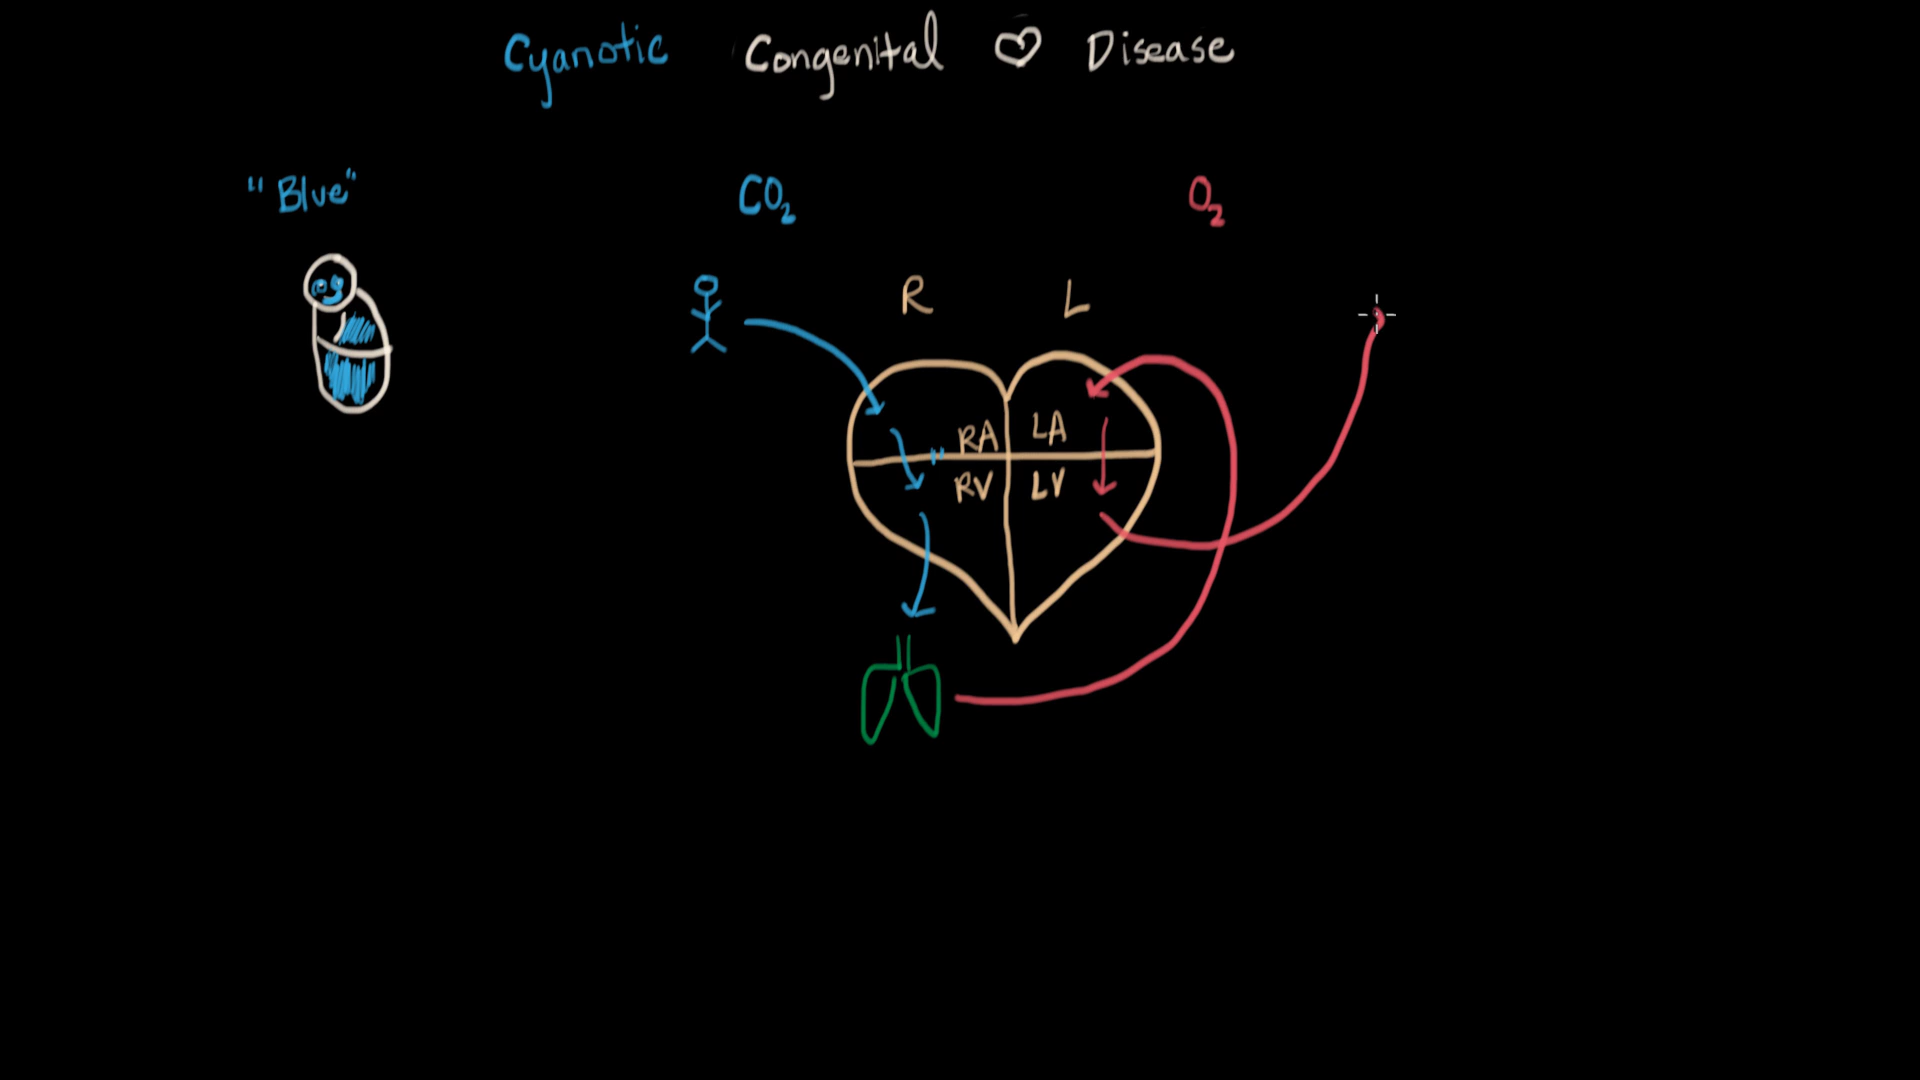 Cyanotic Congenital ♡ Disease
"Blue"
CO₂
O₂
R L
RA LA
RV LV